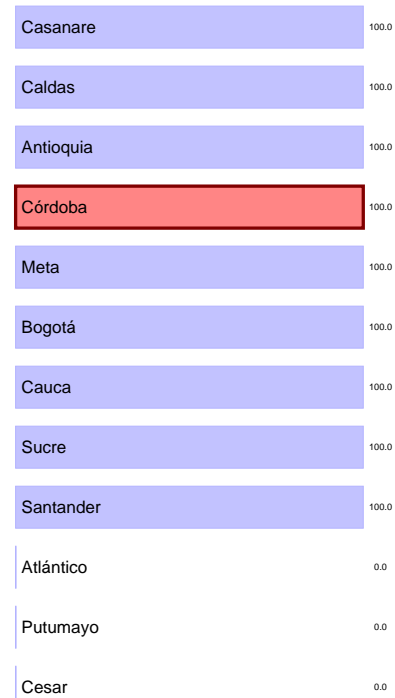 Casanare 100.0
Caldas 100.0
Antioquia 100.0
Córdoba 100.0
Meta 100.0
Bogotá 100.0
Cauca 100.0
Sucre 100.0
Santander 100.0
Atlántico 0.0
Putumayo 0.0
Cesar 0.0